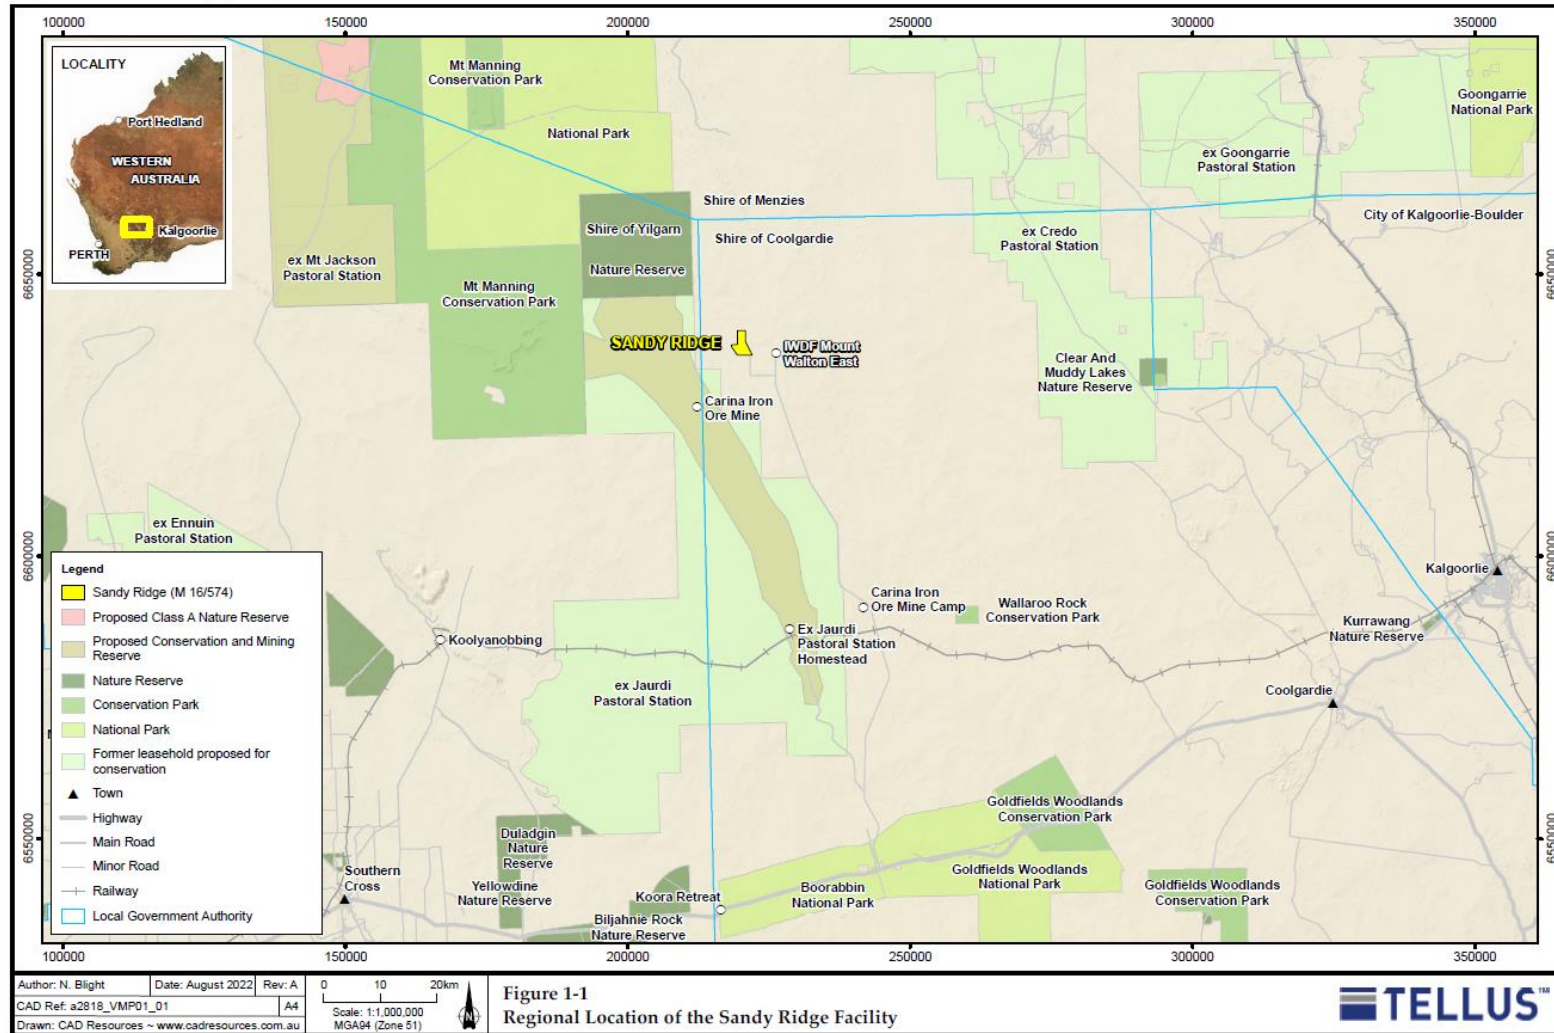 100000
150000
200000
250000
300000
350000
LOCALITY
Port Hedland
WESTERN
AUSTRALIA
Kalgoorlie
PERTH
Mt Manning
Conservation Park
National Park
Goongarrie
National Park
ex Goongarrie
Pastoral Station
Shire of Menzies
City of Kalgoorlie-Boulder
Shire of Yilgarn
Shire of Coolgardie
ex Credo
Pastoral Station
Nature Reserve
ex Mt Jackson
Pastoral Station
Mt Manning
Conservation Park
6650000
6650000
SANDY RIDGE
IWDF Mount
Walton East
Clear And
Muddy Lakes
Nature Reserve
Carina Iron
Ore Mine
ex Ennuin
Pastoral Station
6600000
6600000
Kalgoorlie
Carina Iron
Ore Mine Camp
Wallaroo Rock
Conservation Park
Kurrawang
Nature Reserve
Koolyanobbing
Ex Jaurdi
Pastoral Station
Homestead
ex Jaurdi
Pastoral Station
Coolgardie
Legend
Sandy Ridge (M 16/574)
Proposed Class A Nature Reserve
Proposed Conservation and Mining
Reserve
Nature Reserve
Conservation Park
National Park
Former leasehold proposed for
conservation
Town
Highway
Main Road
Minor Road
Railway
Local Government Authority
Goldfields Woodlands
Conservation Park
6550000
6550000
Duladgin
Nature
Reserve
Southern
Cross
Yellowdine
Nature Reserve
Koora Retreat
Biljahnie Rock
Nature Reserve
Boorabbin
National Park
Goldfields Woodlands
National Park
Goldfields Woodlands
Conservation Park
100000
150000
200000
250000
300000
350000
Author: N. Blight
Date: August 2022
Rev: A
CAD Ref: a2818_VMP01_01
A4
Drawn: CAD Resources ~ www.cadresources.com.au
0 10 20km
Scale: 1:1,000,000
MGA94 (Zone 51)
N
Figure 1-1
Regional Location of the Sandy Ridge Facility
TELLUS™